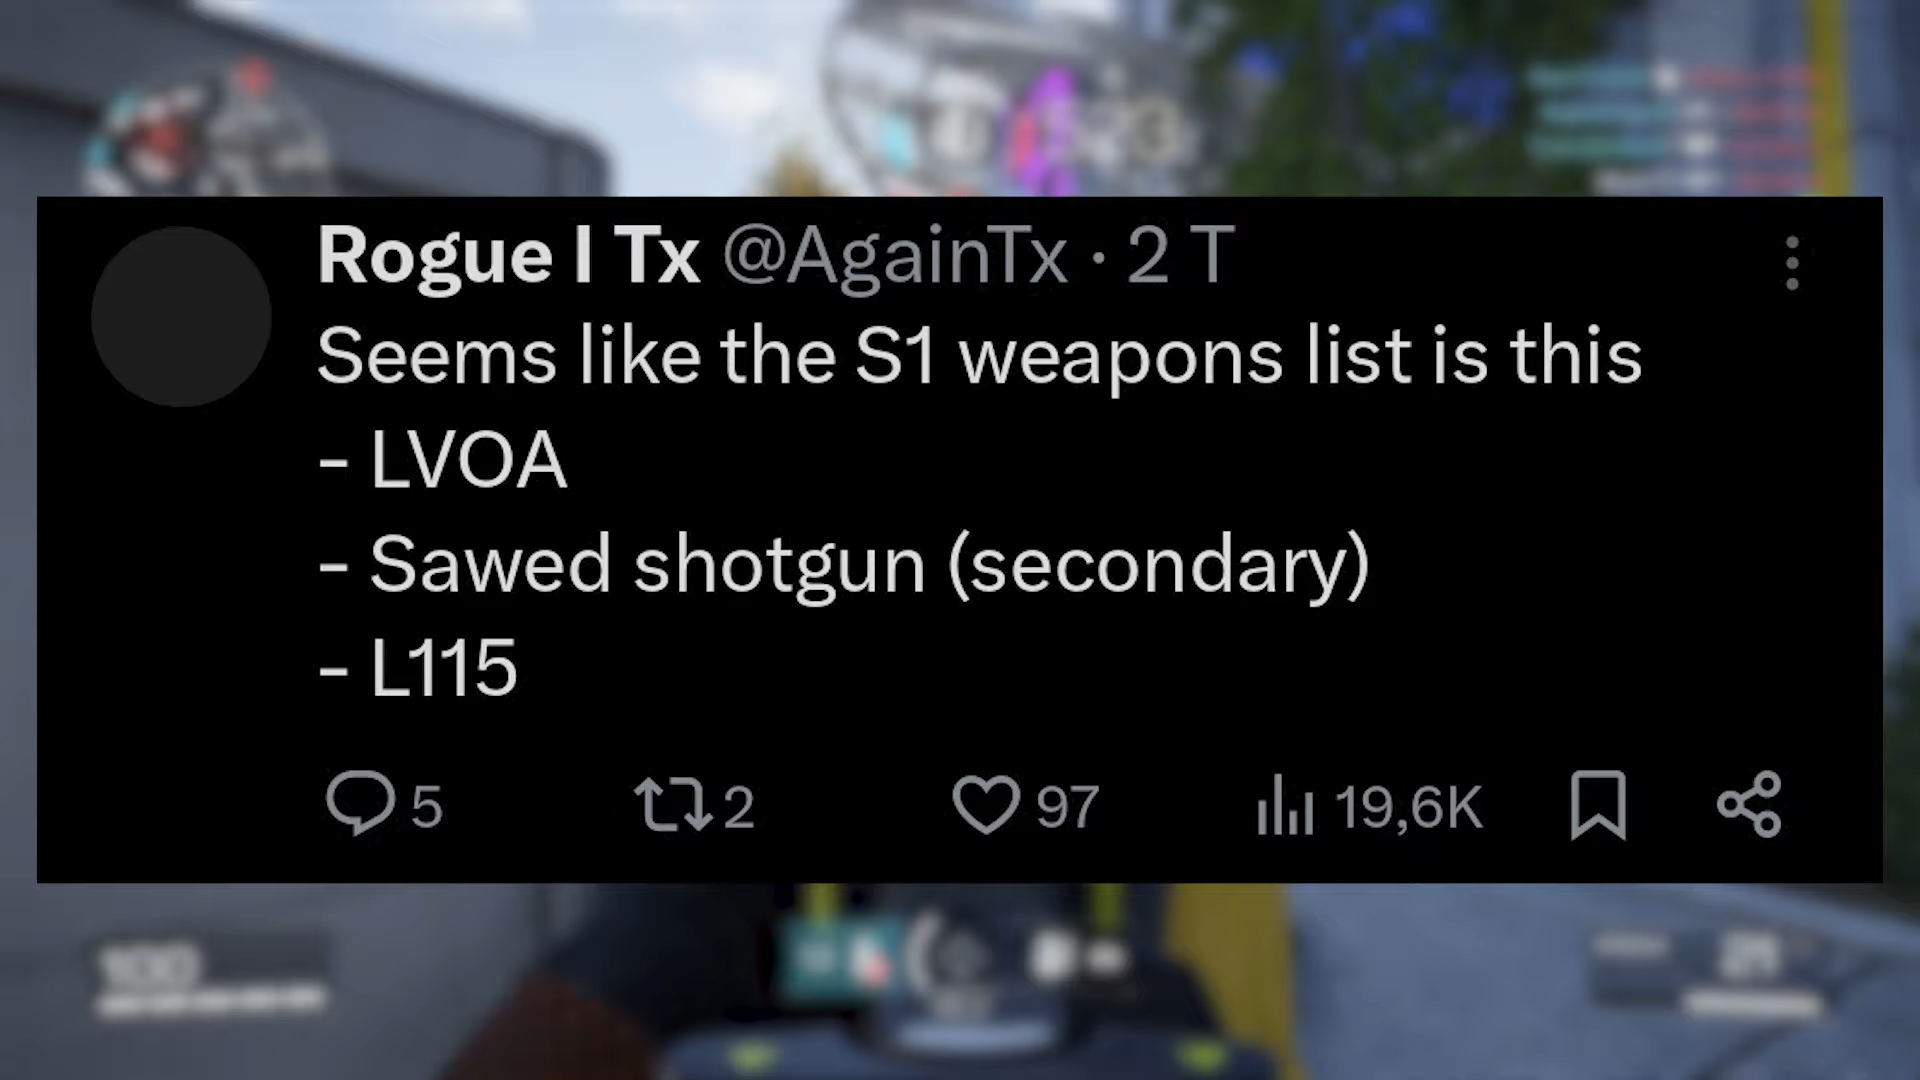 Rogue I Tx @AgainTx · 2 T
Seems like the S1 weapons list is this
- LVOA
- Sawed shotgun (secondary)
- L115
5 2 97 19,6K
100